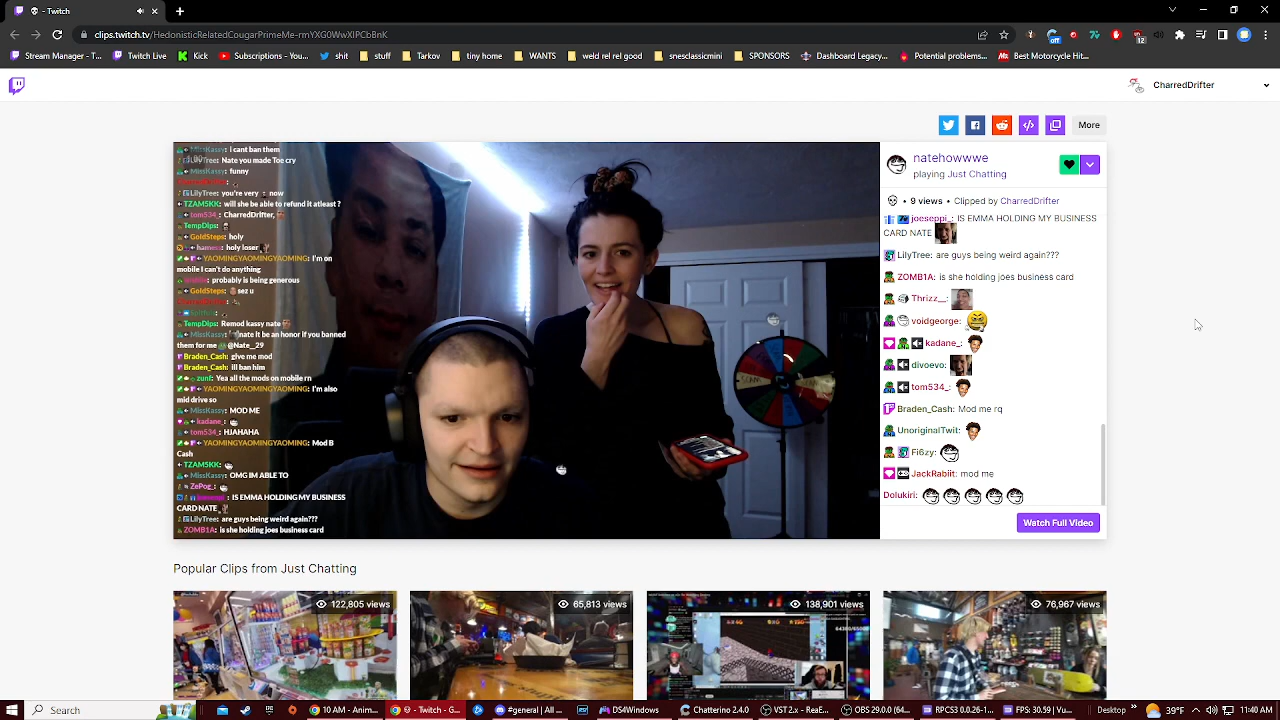 - Twitch
clips.twitch.tv/HedonisticRelatedCougarPrimeMe-rmYXG0WwXIPCbBnK
Stream Manager - T...
Twitch Live
Kick
Subscriptions - You...
shit
stuff
Tarkov
tiny home
WANTS
weld rel rel good
snesclassicmini
SPONSORS
Dashboard Legacy...
Potential problems...
Best Motorcycle Hit...
off
12
CharredDrifter
More
MissKassy: I cant ban them
LilyTree: Nate you made Toe cry
MissKassy: funny
LilyTree: you're very now
TZAM5KK: will she be able to refund it atleast ?
tom534_: CharredDrifter,
TempDips:
GoldSteps: holy
hamess: holy loser
YAOMINGYAOMINGYAOMING: I'm on
mobile I can't do anything
probably is being generous
GoldSteps: sez u
TempDips: Remod kassy nate
MissKassy: nate it be an honor if you banned
them for me @Nate__29
Braden_Cash: give me mod
Braden_Cash: ill ban him
zunf: Yea all the mods on mobile rn
YAOMINGYAOMINGYAOMING: I'm also
mid drive so
MissKassy: MOD ME
kadane_:
tom534_: HJAHAHA
YAOMINGYAOMINGYAOMING: Mod B
Cash
TZAM5KK:
MissKassy: OMG IM ABLE TO
ZePog_:
IS EMMA HOLDING MY BUSINESS
CARD NATE
LilyTree: are guys being weird again???
ZOMB1A: is she holding joes business card
natehowwwe
playing Just Chatting
• 9 views • Clipped by CharredDrifter
joeseppi_: IS EMMA HOLDING MY BUSINESS
CARD NATE
LilyTree: are guys being weird again???
ZOMB1A: is she holding joes business card
Thrizz__:
voidgeorge:
kadane_:
divoevo:
tom534_:
Braden_Cash: Mod me rq
UnoriginalTwit:
Fi6zy:
JackRabiit: mod me
Dolukiri:
Watch Full Video
Popular Clips from Just Chatting
122,805 views
65,813 views
138,901 views
76,967 views
Search
10 AM - Anim...
- Twitch - G...
#general | All ...
DS4Windows
Chatterino 2.4.0
VST 2.x - ReaE...
OBS 29.0.0 (64...
RPCS3 0.0.26-1...
FPS: 30.59 | Vu...
Desktop
39°F
11:40 AM